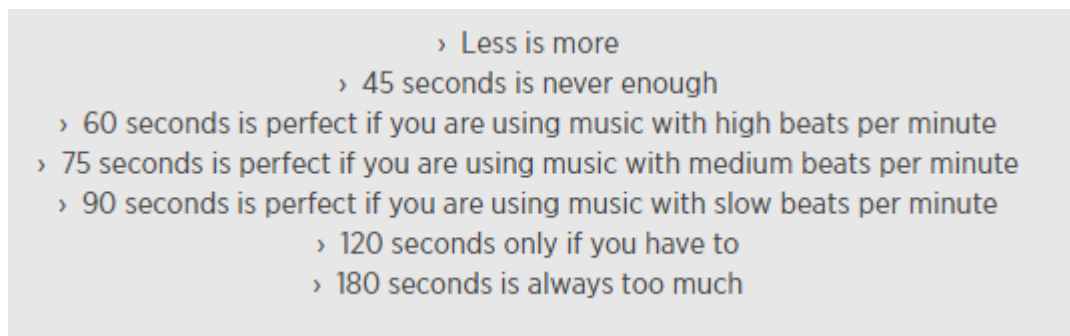 › Less is more
› 45 seconds is never enough
› 60 seconds is perfect if you are using music with high beats per minute
› 75 seconds is perfect if you are using music with medium beats per minute
› 90 seconds is perfect if you are using music with slow beats per minute
› 120 seconds only if you have to
› 180 seconds is always too much